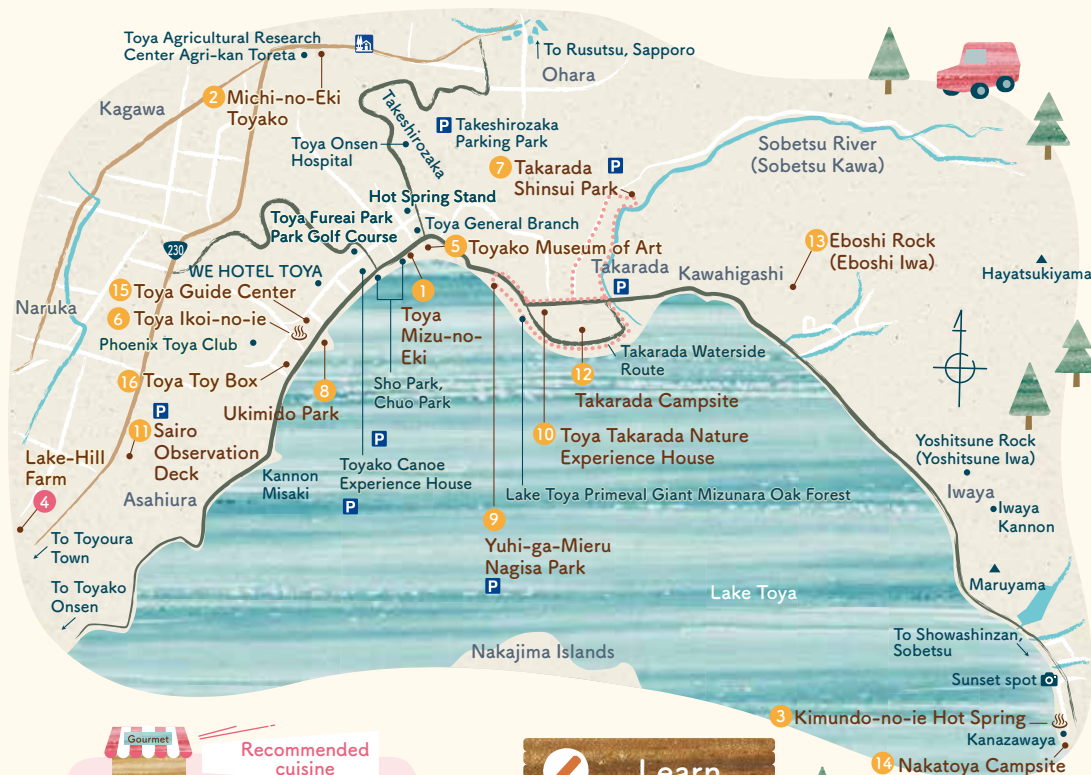 Toya Agricultural Research
Center Agri-kan Toreta
To Rusutsu, Sapporo
Ohara
Kagawa
2 Michi-no-Eki
Toyako
Takeshirozaka
P Takeshirozaka
Parking Park
Toya Onsen
Hospital
Sobetsu River
(Sobetsu Kawa)
7 Takarada
Shinsui Park
P
Hot Spring Stand
Toya Fureai Park
Park Golf Course
Toya General Branch
5 Toyako Museum of Art
13 Eboshi Rock
(Eboshi Iwa)
230
WE HOTEL TOYA
Takarada
P
Kawahigashi
Hayatsukiyama
15 Toya Guide Center
1
Toya
Mizu-no-
Eki
Naruka
6 Toya Ikoi-no-ie
Phoenix Toya Club
Takarada Waterside
Route
16 Toya Toy Box
8
Ukimido Park
Sho Park,
Chuo Park
12
Takarada Campsite
P
11 Sairo
Observation
Deck
P
10 Toya Takarada Nature
Experience House
Yoshitsune Rock
(Yoshitsune Iwa)
Lake-Hill
Farm
4
Asahiura
Kannon
Misaki
Toyako Canoe
Experience House
P
Lake Toya Primeval Giant Mizunara Oak Forest
Iwaya
Iwaya
Kannon
9
Yuhi-ga-Mieru
Nagisa Park
P
To Toyoura
Town
To Toyako
Onsen
Maruyama
Lake Toya
To Showashinzan,
Sobetsu
Nakajima Islands
Sunset spot
3 Kimundo-no-ie Hot Spring
Kanazawaya
14 Nakatoya Campsite
Gourmet
Recommended
cuisine
Learn